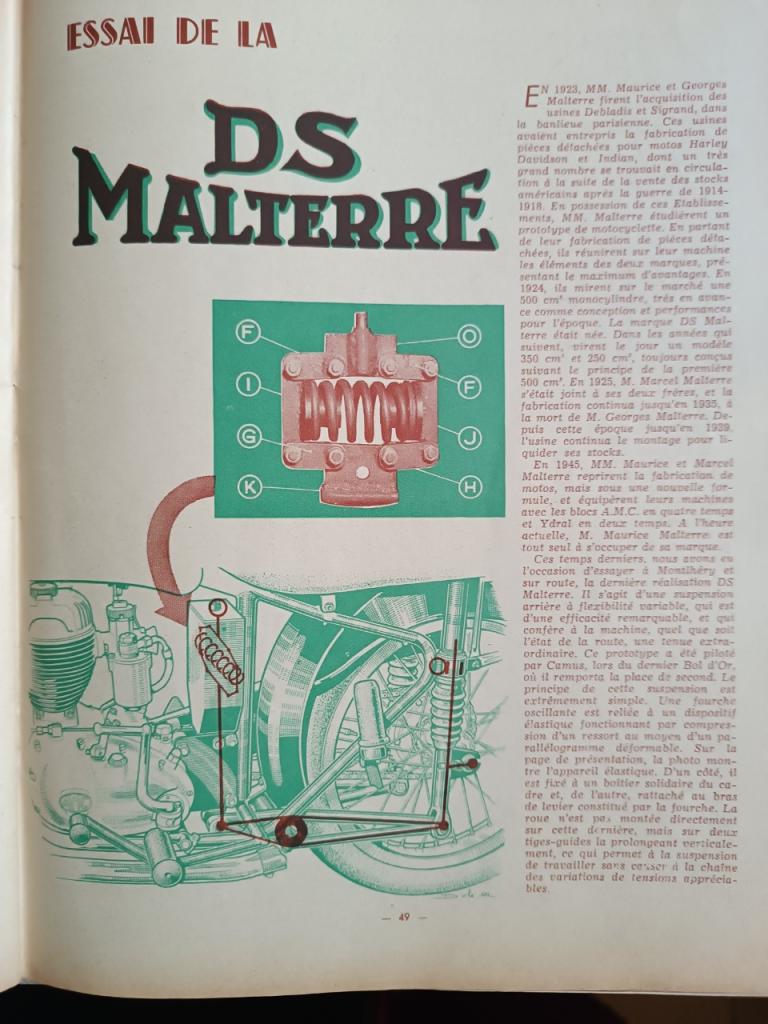 ESSAI DE LA
DS
MALTERRE
F
O
I
F
G
J
K
H
EN 1923, MM. Maurice et Georges
Malterre firent l'acquisition des
usines Debladis et Sigrand, dans
la banlieue parisienne. Ces usines
avaient entrepris la fabrication de
pièces détachées pour motos Harley
Davidson et Indian, dont un très
grand nombre se trouvait en circula-
tion à la suite de la vente des stocks
américains après la guerre de 1914-
1918. En possession de ces Etablisse-
ments, MM. Malterre étudièrent un
prototype de motocyclette. En partant
de leur fabrication de pièces déta-
chées, ils réunirent sur leur machine
les éléments des deux marques, pré-
sentant le maximum d'avantages. En
1924, ils mirent sur le marché une
500 cm³ monocylindre, très en avan-
ce comme conception et performances
pour l'époque. La marque DS Mal-
terre était née. Dans les années qui
suivent, virent le jour un modèle
350 cm³ et 250 cm³, toujours conçus
suivant le principe de la première
500 cm³. En 1925, M. Marcel Malterre
s'était joint à ses deux frères, et la
fabrication continua jusqu'en 1935, à
la mort de M. Georges Malterre. De-
puis cette époque jusqu'en 1939,
l'usine continua le montage pour li-
quider ses stocks.
En 1945, MM. Maurice et Marcel
Malterre reprirent la fabrication de
motos, mais sous une nouvelle for-
mule, et équipèrent leurs machines
avec les blocs A.M.C. en quatre temps
et Ydral en deux temps. A l'heure
actuelle, M. Maurice Malterre est
tout seul à s'occuper de sa marque.
Ces temps derniers, nous avons eu
l'occasion d'essayer à Montlhéry et
sur route, la dernière réalisation DS
Malterre. Il s'agit d'une suspension
arrière à flexibilité variable, qui est
d'une efficacité remarquable, et qui
confère à la machine, quel que soit
l'état de la route, une tenue extra-
ordinaire. Ce prototype a été piloté
par Camus, lors du dernier Bol d'Or,
où il remporta la place de second. Le
principe de cette suspension est
extrêmement simple. Une fourche
oscillante est reliée à un dispositif
élastique fonctionnant par compres-
sion d'un ressort au moyen d'un pa-
rallélogramme déformable. Sur la
page de présentation, la photo mon-
tre l'appareil élastique. D'un côté, il
est fixé à un boîtier solidaire du ca-
dre et, de l'autre, rattaché au bras
de levier constitué par la fourche. La
roue n'est pas montée directement
sur cette dernière, mais sur deux
tiges-guides la prolongeant verticale-
ment, ce qui permet à la suspension
de travailler sans causer à la chaîne
des variations de tensions apprécia-
bles.
— 49 —